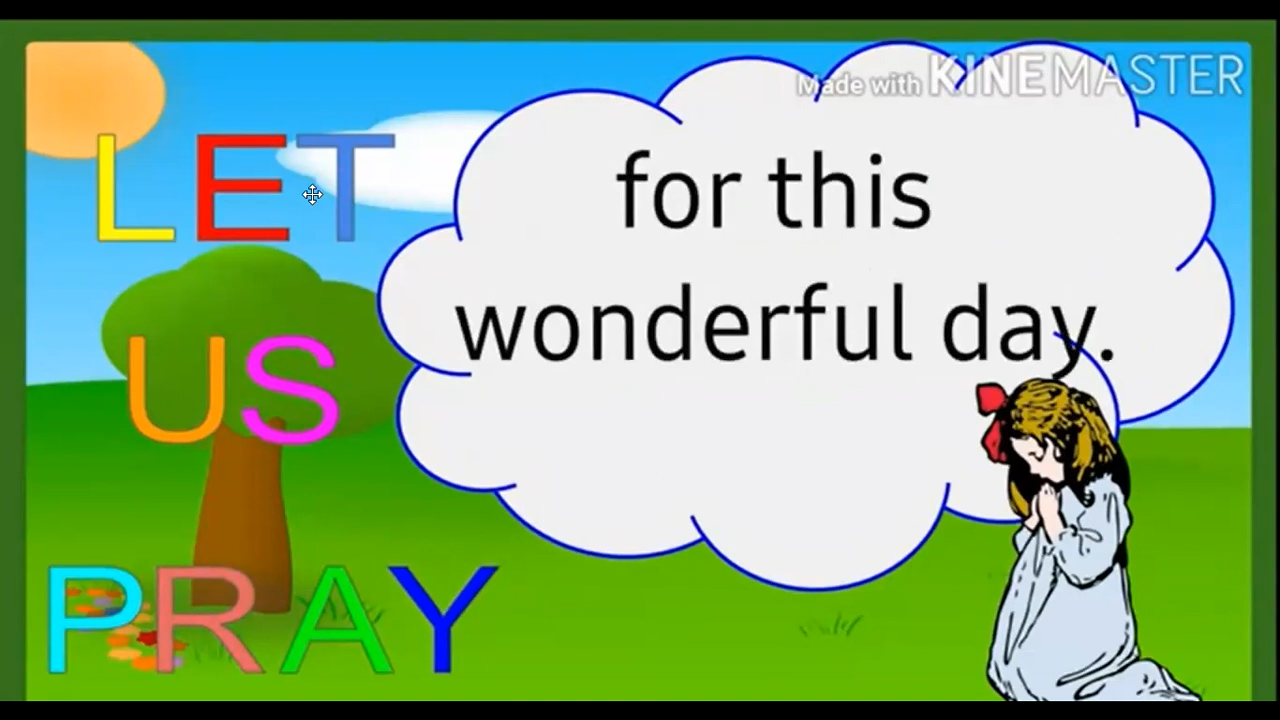 Made with KINEMASTER
LET
US
PRAY
for this
wonderful day.